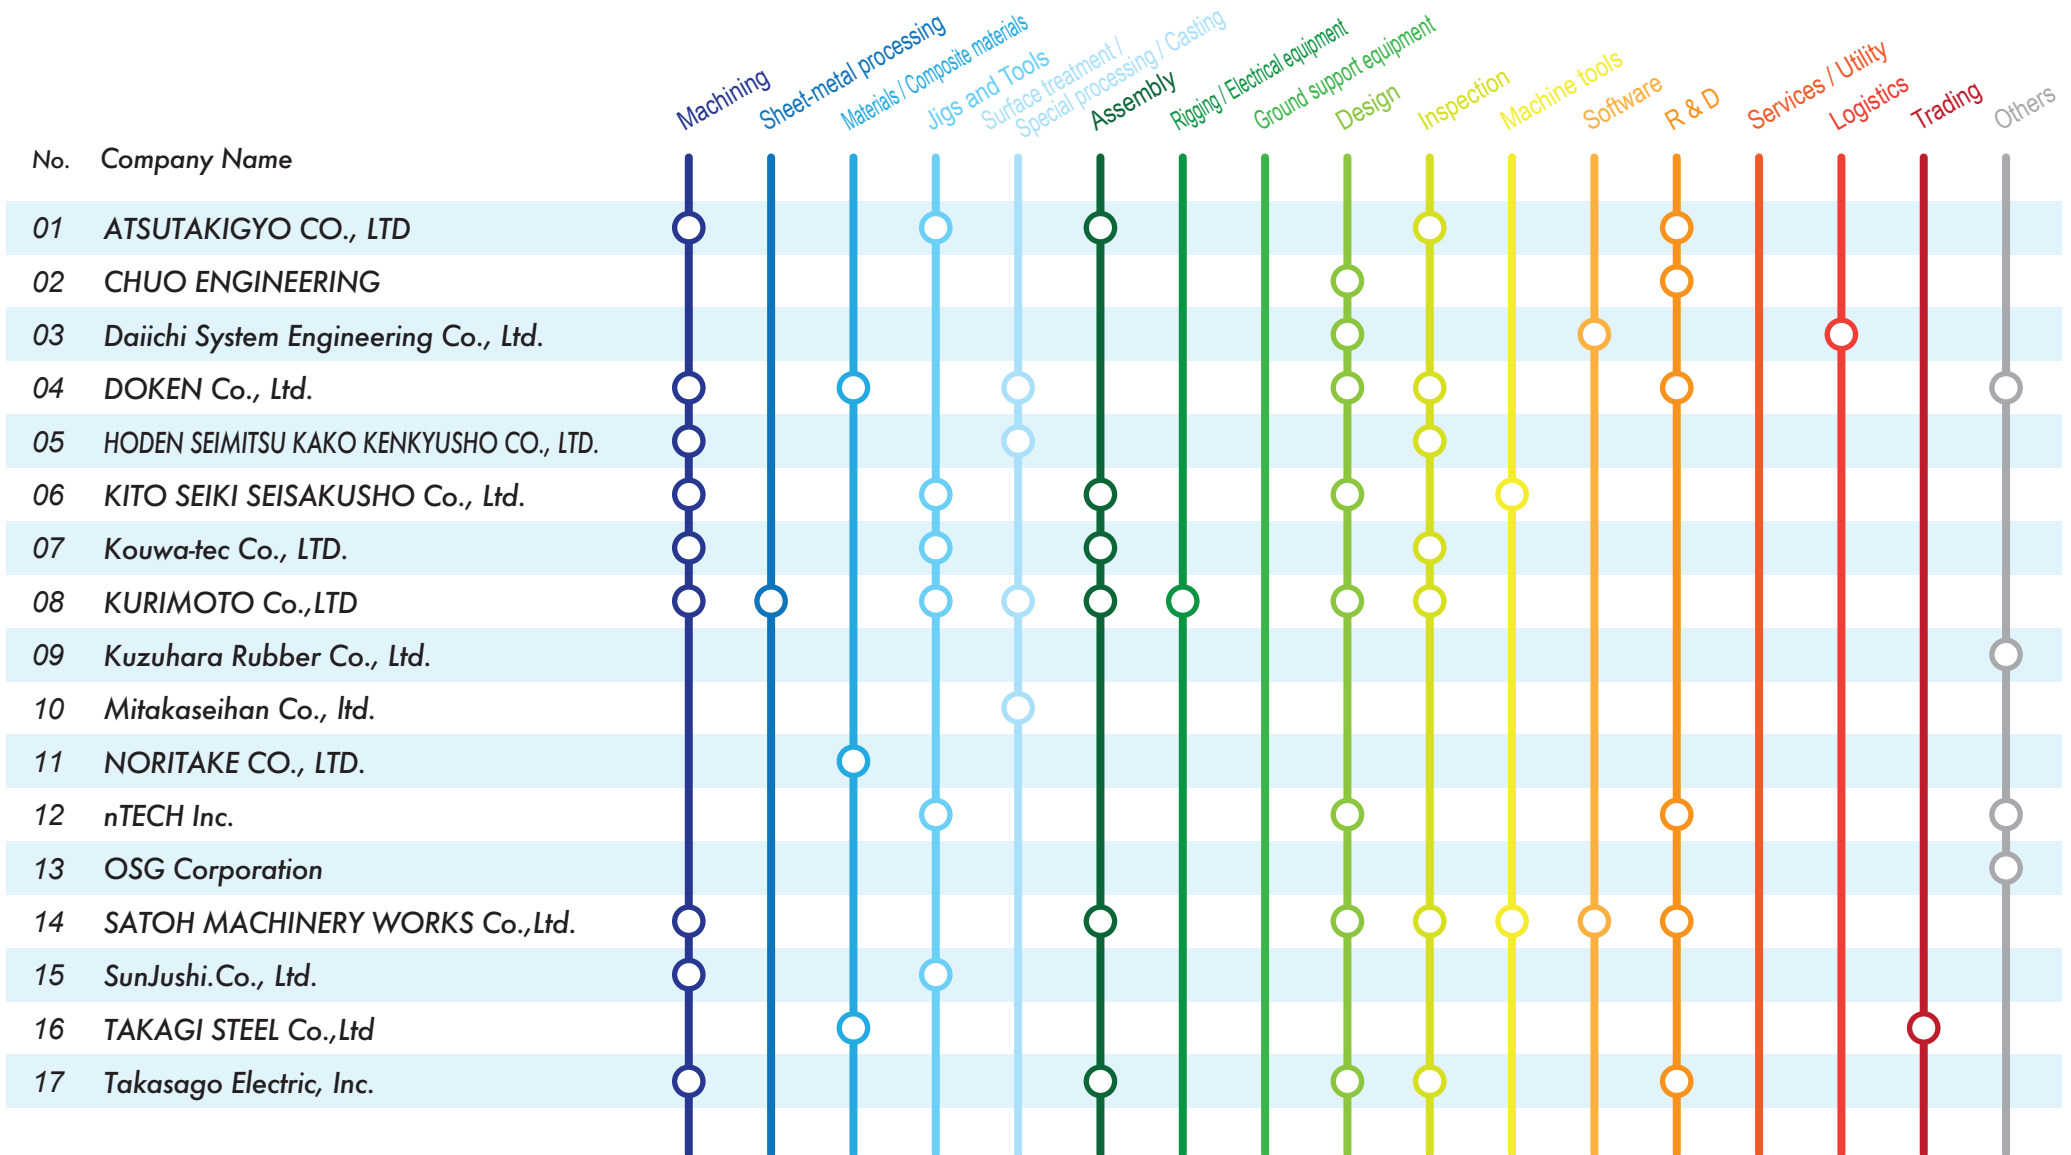 Machining
Sheet-metal processing
Materials / Composite materials
Jigs and Tools
Surface treatment /
Special processing / Casting
Assembly
Rigging / Electrical equipment
Ground support equipment
Design
Inspection
Machine tools
Software
R & D
Services / Utility
Logistics
Trading
Others
No. Company Name
01 ATSUTAKIGYO CO., LTD
02 CHUO ENGINEERING
03 Daiichi System Engineering Co., Ltd.
04 DOKEN Co., Ltd.
05 HODEN SEIMITSU KAKO KENKYUSHO CO., LTD.
06 KITO SEIKI SEISAKUSHO Co., Ltd.
07 Kouwa-tec Co., LTD.
08 KURIMOTO Co.,LTD
09 Kuzuhara Rubber Co., Ltd.
10 Mitakaseihan Co., ltd.
11 NORITAKE CO., LTD.
12 nTECH Inc.
13 OSG Corporation
14 SATOH MACHINERY WORKS Co.,Ltd.
15 SunJushi.Co., Ltd.
16 TAKAGI STEEL Co.,Ltd
17 Takasago Electric, Inc.